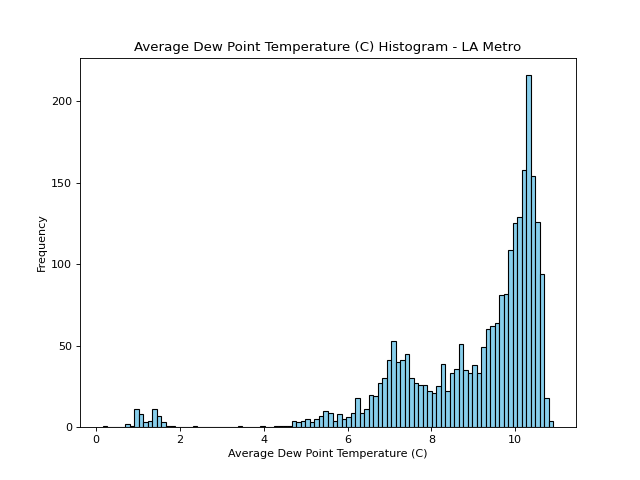 Average Dew Point Temperature (C) Histogram - LA Metro
200
150
100
50
0
Frequency
0 2 4 6 8 10
Average Dew Point Temperature (C)